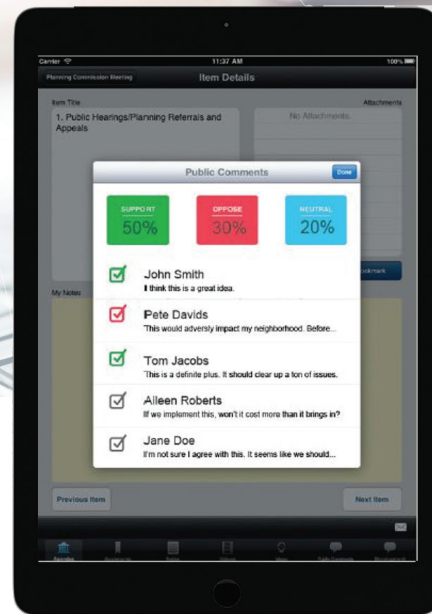 Carrier
11:37 AM
100%
Planning Commission Meeting
Item Details
Item Title
Attachments
1. Public Hearings/Planning Referrals and
Appeals
No Attachments.
Public Comments
Done
SUPPORT
50%
OPPOSE
30%
NEUTRAL
20%
John Smith
I think this is a great idea.
Pete Davids
This would adversly impact my neighborhood. Before...
Tom Jacobs
This is a definite plus. It should clear up a ton of issues.
Aileen Roberts
If we implement this, won't it cost more than it brings in?
Jane Doe
I'm not sure I agree with this. It seems like we should...
My Notes
Previous Item
Next Item